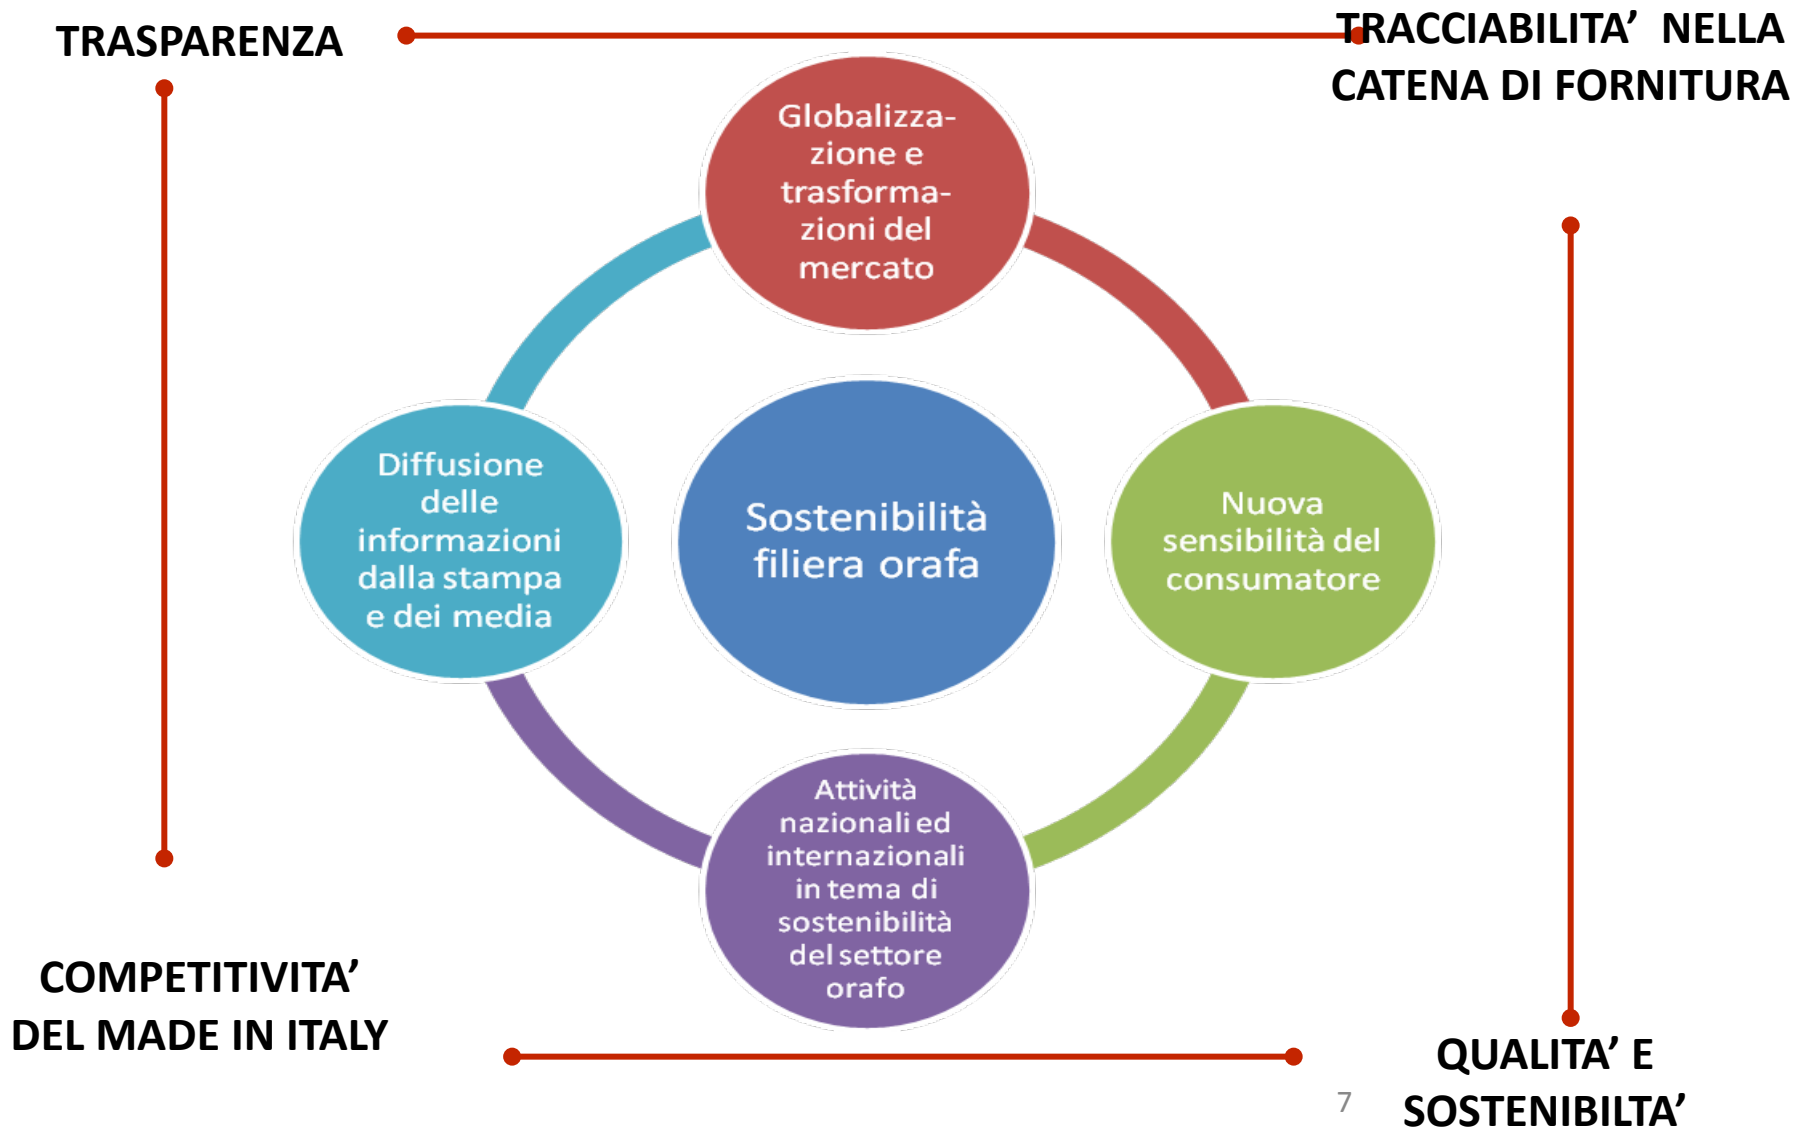 TRASPARENZA
TRACCIABILITA’ NELLA
CATENA DI FORNITURA
Globalizza-
zione e
trasforma-
zioni del
mercato
Diffusione
delle
informazioni
dalla stampa
e dei media
Sostenibilità
filiera orafa
Nuova
sensibilità del
consumatore
Attività
nazionali ed
internazionali
in tema di
sostenibilità
del settore
orafo
COMPETITIVITA’
DEL MADE IN ITALY
QUALITA’ E
SOSTENIBILTA’
7